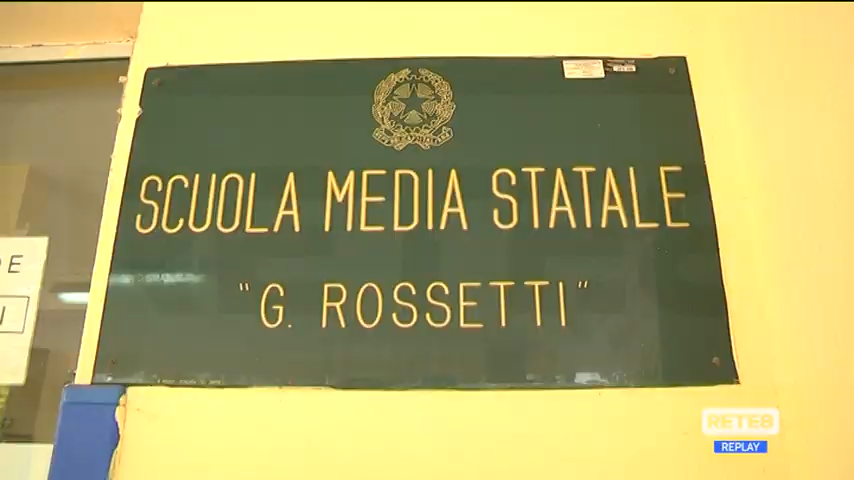 SCUOLA MEDIA STATALE
"G. ROSSETTI"
RETE8
REPLAY